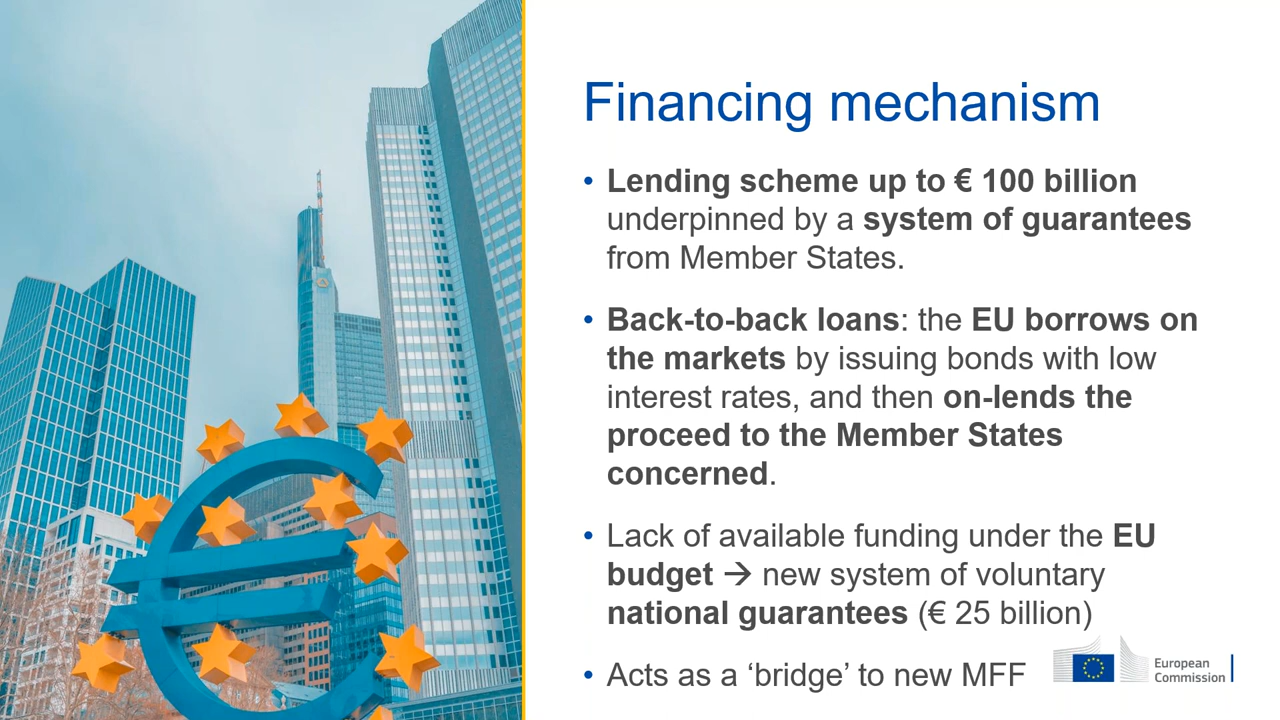 Financing mechanism
• Lending scheme up to € 100 billion
underpinned by a system of guarantees
from Member States.
• Back-to-back loans: the EU borrows on
the markets by issuing bonds with low
interest rates, and then on-lends the
proceed to the Member States
concerned.
• Lack of available funding under the EU
budget → new system of voluntary
national guarantees (€ 25 billion)
• Acts as a ‘bridge’ to new MFF
European
Commission